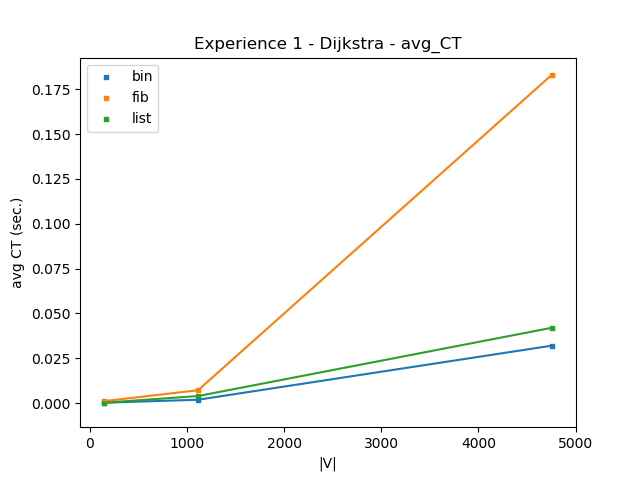 Experience 1 - Dijkstra - avg_CT
bin
fib
list
avg CT (sec.)
0.175
0.150
0.125
0.100
0.075
0.050
0.025
0.000
0 1000 2000 3000 4000 5000
|V|